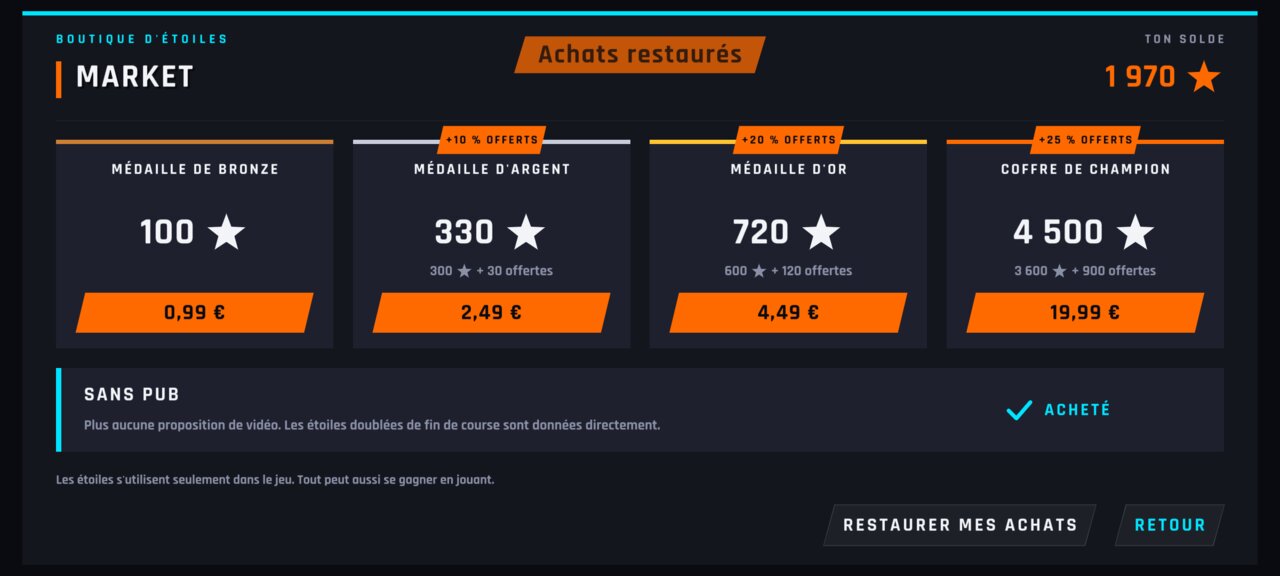 BOUTIQUE D'ÉTOILES
MARKET
Achats restaurés
TON SOLDE
1 970 ★
MÉDAILLE DE BRONZE
100 ★
0,99 €
+10 % OFFERTS
MÉDAILLE D'ARGENT
330 ★
300 ★ + 30 offertes
2,49 €
+20 % OFFERTS
MÉDAILLE D'OR
720 ★
600 ★ + 120 offertes
4,49 €
+25 % OFFERTS
COFFRE DE CHAMPION
4 500 ★
3 600 ★ + 900 offertes
19,99 €
SANS PUB
Plus aucune proposition de vidéo. Les étoiles doublées de fin de course sont données directement.
ACHETÉ
Les étoiles s'utilisent seulement dans le jeu. Tout peut aussi se gagner en jouant.
RESTAURER MES ACHATS
RETOUR